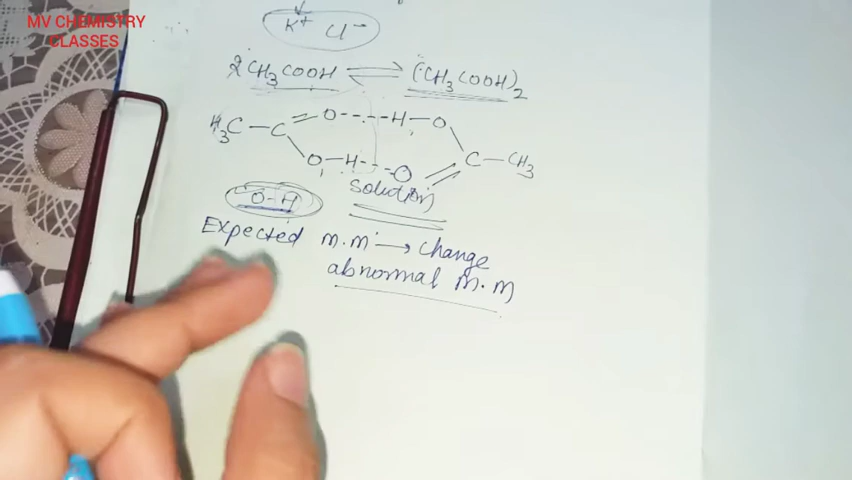 MV CHEMISTRY
CLASSES
K⁺ Cl⁻
2CH₃COOH ⇌ (CH₃COOH)₂
H₃C—C=O---H—O
O—H---O=C—CH₃
Solution
O-H
Expected m.m → change
abnormal m.m